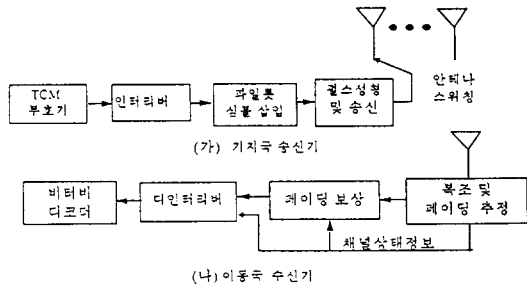 TCM
부호기
인터리버
파일롯
심볼 삽입
펄스성형
및 송신
안테나
스위칭
(가) 기지국 송신기
비터비
디코더
디인터리버
페이딩 보상
복조 및
페이딩 추정
채널상태정보
(나) 이동국 수신기